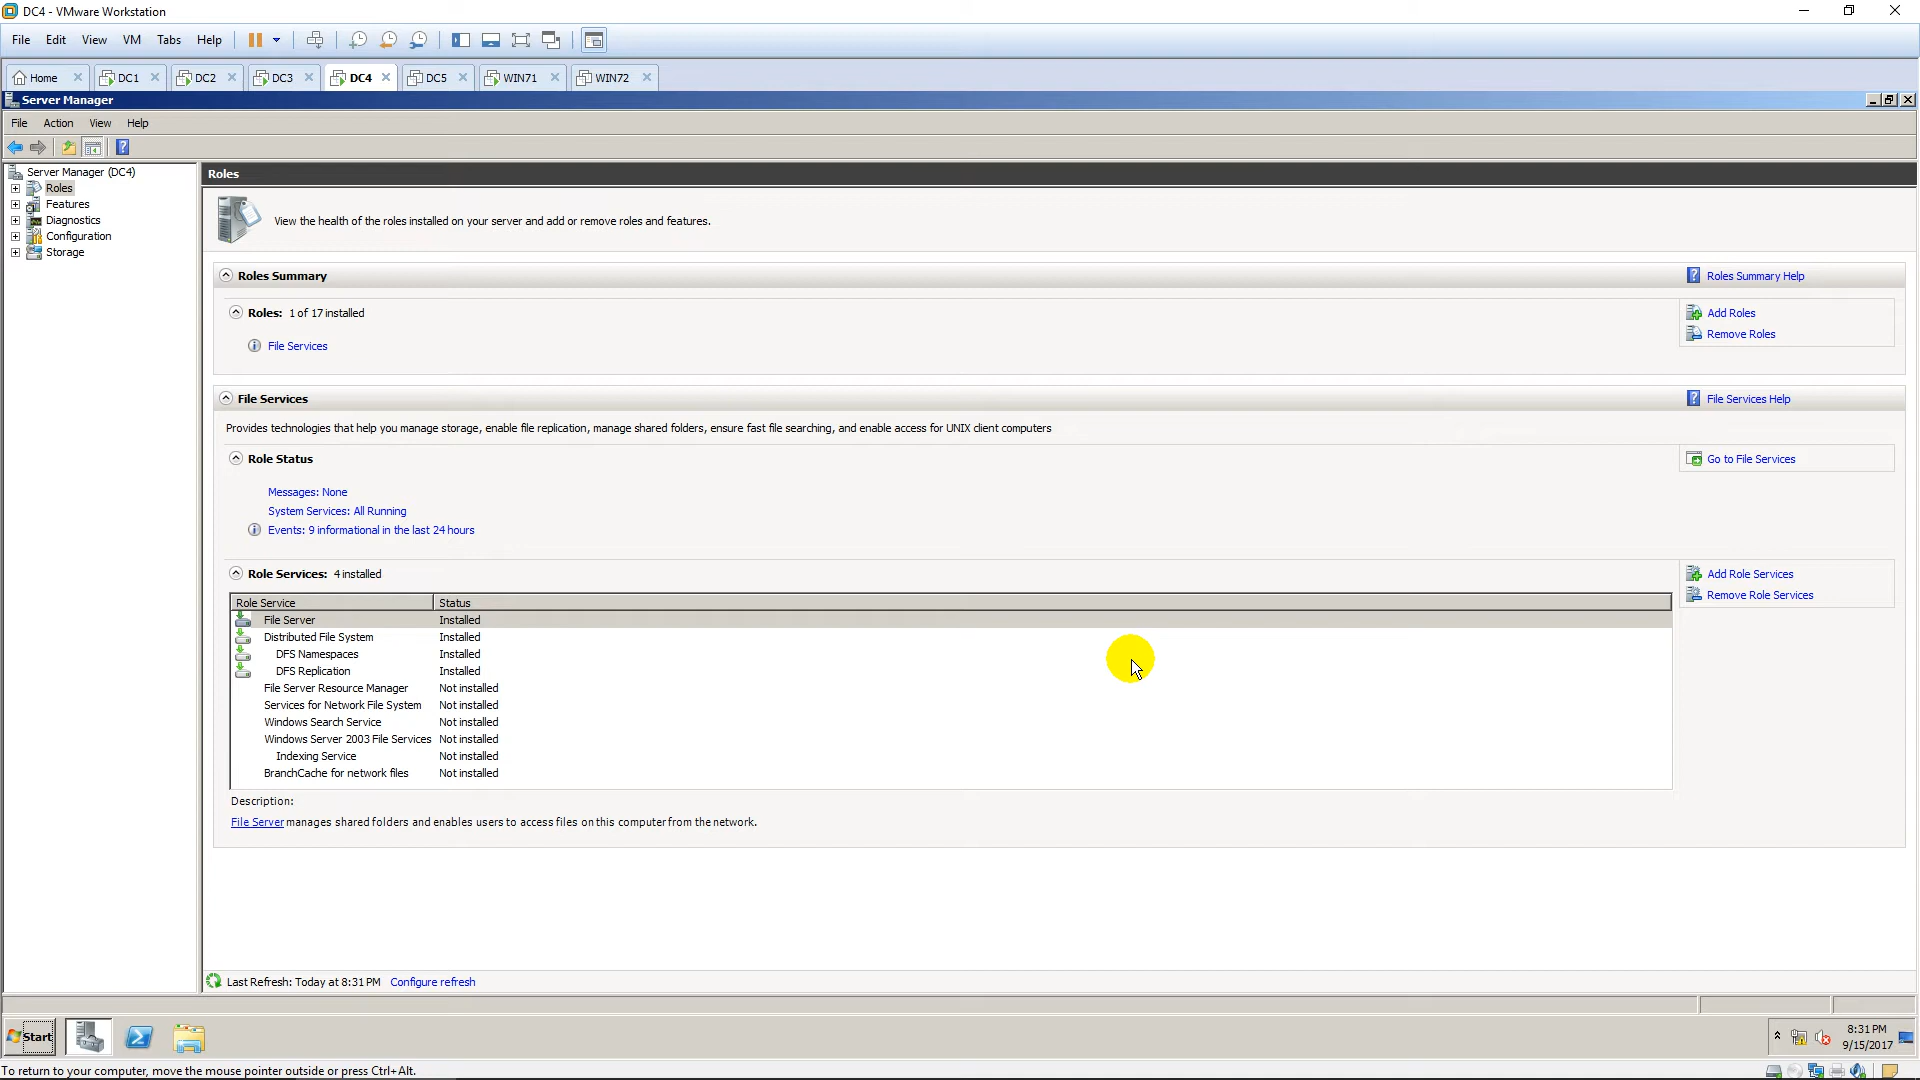 DC4 - VMware Workstation
File Edit View VM Tabs Help
Home DC1 DC2 DC3 DC4 DC5 WIN71 WIN72
Server Manager
File Action View Help
Server Manager (DC4)
Roles
Features
Diagnostics
Configuration
Storage
Roles
View the health of the roles installed on your server and add or remove roles and features.
Roles Summary
Roles Summary Help
Roles: 1 of 17 installed
Add Roles
Remove Roles
File Services
File Services
File Services Help
Provides technologies that help you manage storage, enable file replication, manage shared folders, ensure fast file searching, and enable access for UNIX client computers
Role Status
Go to File Services
Messages: None
System Services: All Running
Events: 9 informational in the last 24 hours
Role Services: 4 installed
Add Role Services
Remove Role Services
Role Service Status
File Server Installed
Distributed File System Installed
DFS Namespaces Installed
DFS Replication Installed
File Server Resource Manager Not installed
Services for Network File System Not installed
Windows Search Service Not installed
Windows Server 2003 File Services Not installed
Indexing Service Not installed
BranchCache for network files Not installed
Description:
File Server manages shared folders and enables users to access files on this computer from the network.
Last Refresh: Today at 8:31 PM Configure refresh
Start
8:31 PM
9/15/2017
To return to your computer, move the mouse pointer outside or press Ctrl+Alt.